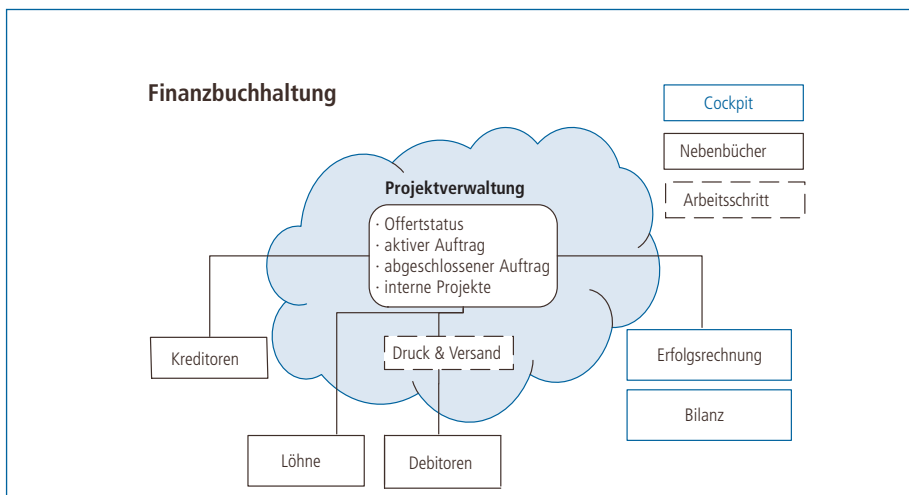 Finanzbuchhaltung
Cockpit
Nebenbücher
Arbeitsschritt
Projektverwaltung
· Offertstatus
· aktiver Auftrag
· abgeschlossener Auftrag
· interne Projekte
Kreditoren
Druck & Versand
Erfolgsrechnung
Bilanz
Löhne
Debitoren